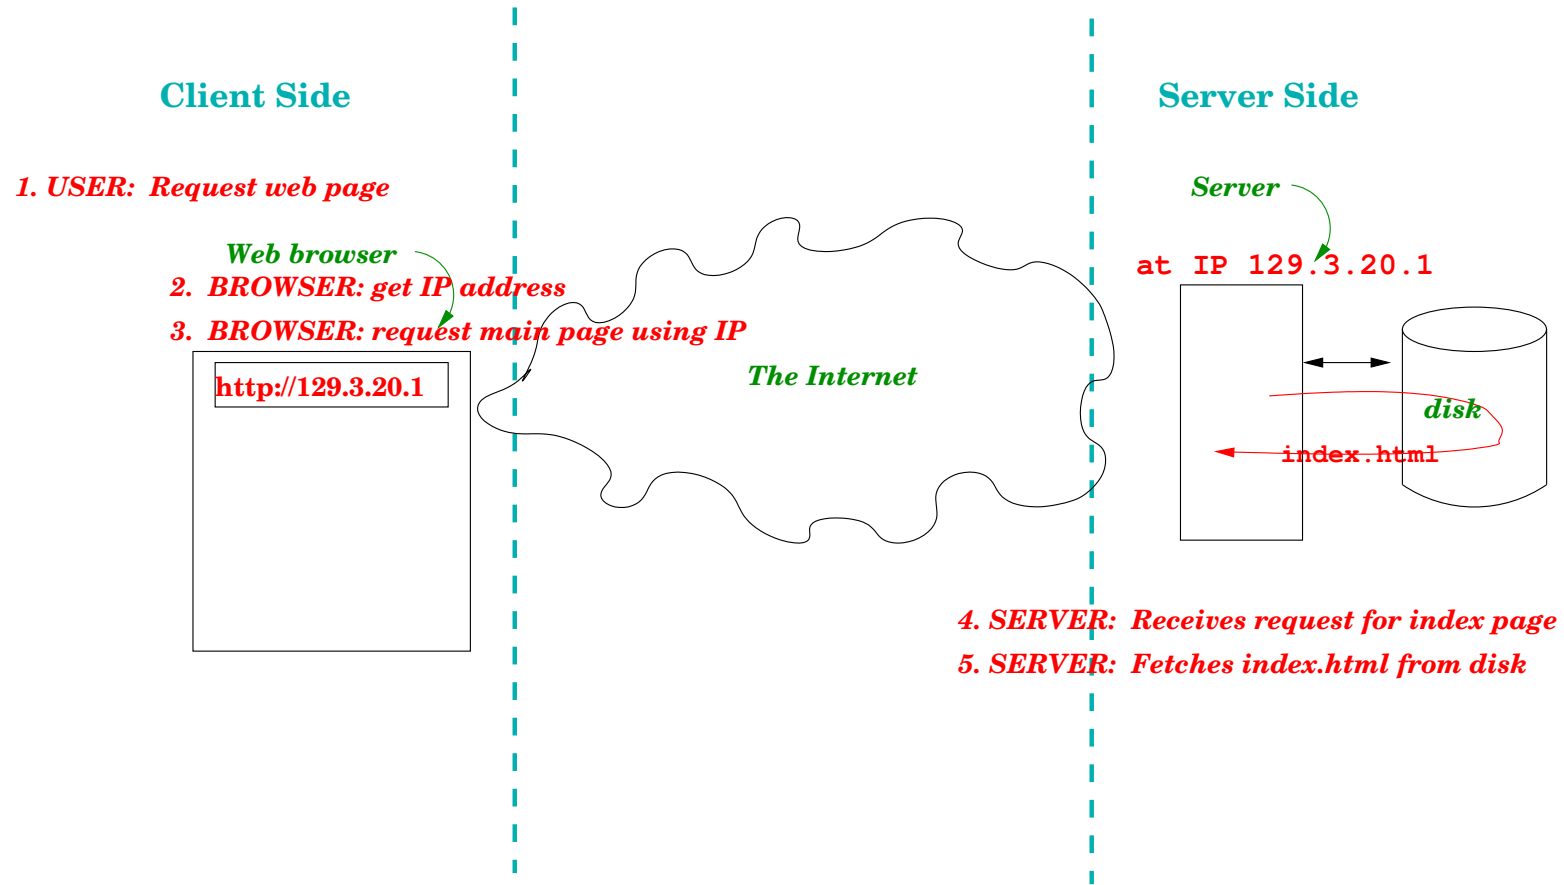 Client Side
Server Side
1. USER: Request web page
Server
Web browser
at IP 129.3.20.1
2. BROWSER: get IP address
3. BROWSER: request main page using IP
The Internet
http://129.3.20.1
disk
index.html
4. SERVER: Receives request for index page
5. SERVER: Fetches index.html from disk